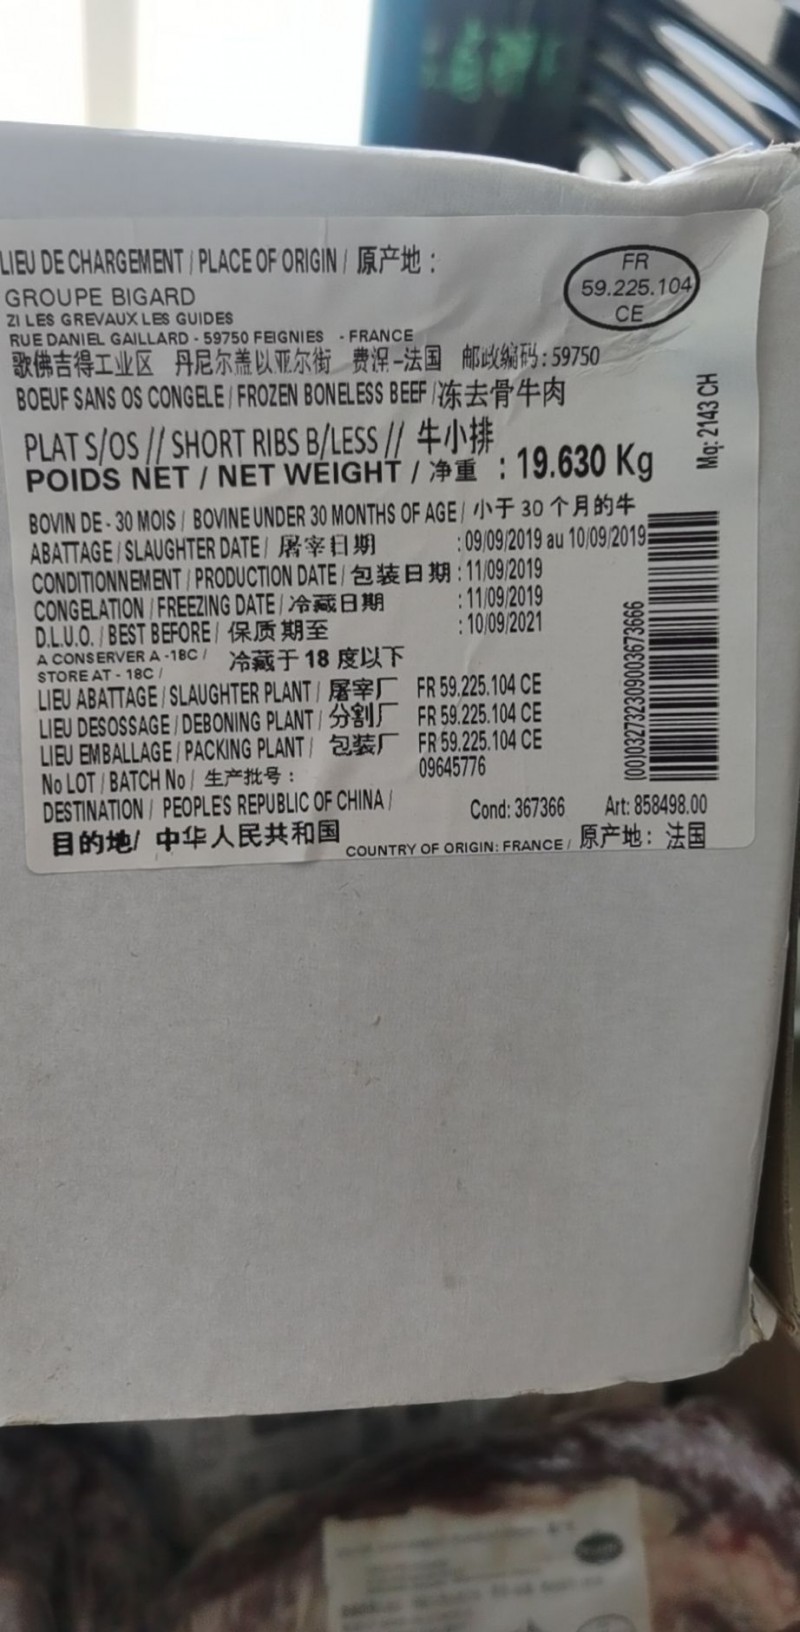 LIEU DE CHARGEMENT / PLACE OF ORIGIN / 原产地 :
FR
59.225.104
CE
GROUPE BIGARD
ZI LES GREVAUX LES GUIDES
RUE DANIEL GAILLARD - 59750 FEIGNIES - FRANCE
歌佛吉得工业区 丹尼尔盖以亚尔街 费涅-法国 邮政编码: 59750
BOEUF SANS OS CONGELE / FROZEN BONELESS BEEF /冻去骨牛肉
PLAT S/OS // SHORT RIBS B/LESS // 牛小排
POIDS NET / NET WEIGHT / 净重 : 19.630 Kg
Mq: 2143 CH
BOVIN DE - 30 MOIS / BOVINE UNDER 30 MONTHS OF AGE / 小于 30 个月的牛
ABATTAGE / SLAUGHTER DATE / 屠宰日期 : 09/09/2019 au 10/09/2019
CONDITIONNEMENT / PRODUCTION DATE / 包装日期 : 11/09/2019
CONGELATION / FREEZING DATE / 冷藏日期 : 11/09/2019
D.L.U.O. / BEST BEFORE / 保质期至 : 10/09/2021
A CONSERVER A -18C /
STORE AT - 18C / 冷藏于 18 度以下
LIEU ABATTAGE / SLAUGHTER PLANT / 屠宰厂 FR 59.225.104 CE
LIEU DESOSSAGE / DEBONING PLANT / 分割厂 FR 59.225.104 CE
LIEU EMBALLAGE / PACKING PLANT / 包装厂 FR 59.225.104 CE
No LOT / BATCH No / 生产批号 : 09645776
(00)032732309003673666
DESTINATION / PEOPLE'S REPUBLIC OF CHINA / Cond: 367366 Art: 858498.00
目的地/ 中华人民共和国 COUNTRY OF ORIGIN: FRANCE / 原产地: 法国